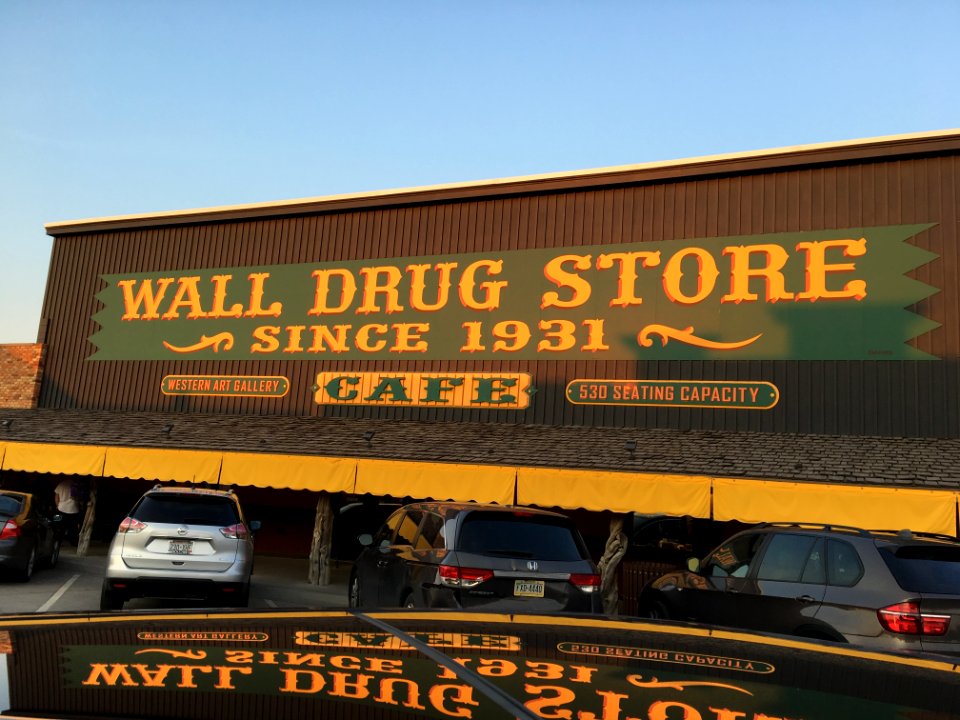 WALL DRUG STORE
SINCE 1931
WESTERN ART GALLERY
CAFE
530 SEATING CAPACITY